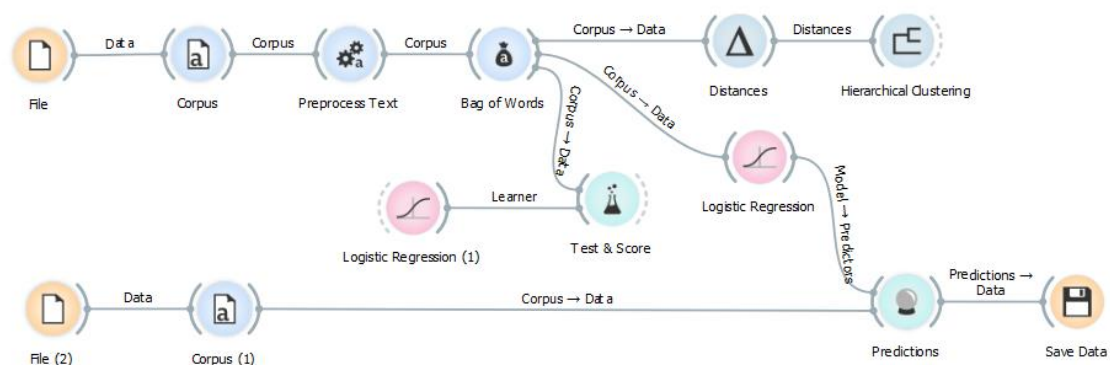 Data
Corpus
Corpus
Corpus → Data
Distances
File
Corpus
Preprocess Text
Bag of Words
Distances
Hierarchical Clustering
Corpus → Data
Corpus → Data
Learner
Logistic Regression
Logistic Regression (1)
Test & Score
Model → Predictors
Data
Corpus → Data
Predictions →
Data
File (2)
Corpus (1)
Predictions
Save Data
a
a
a
a